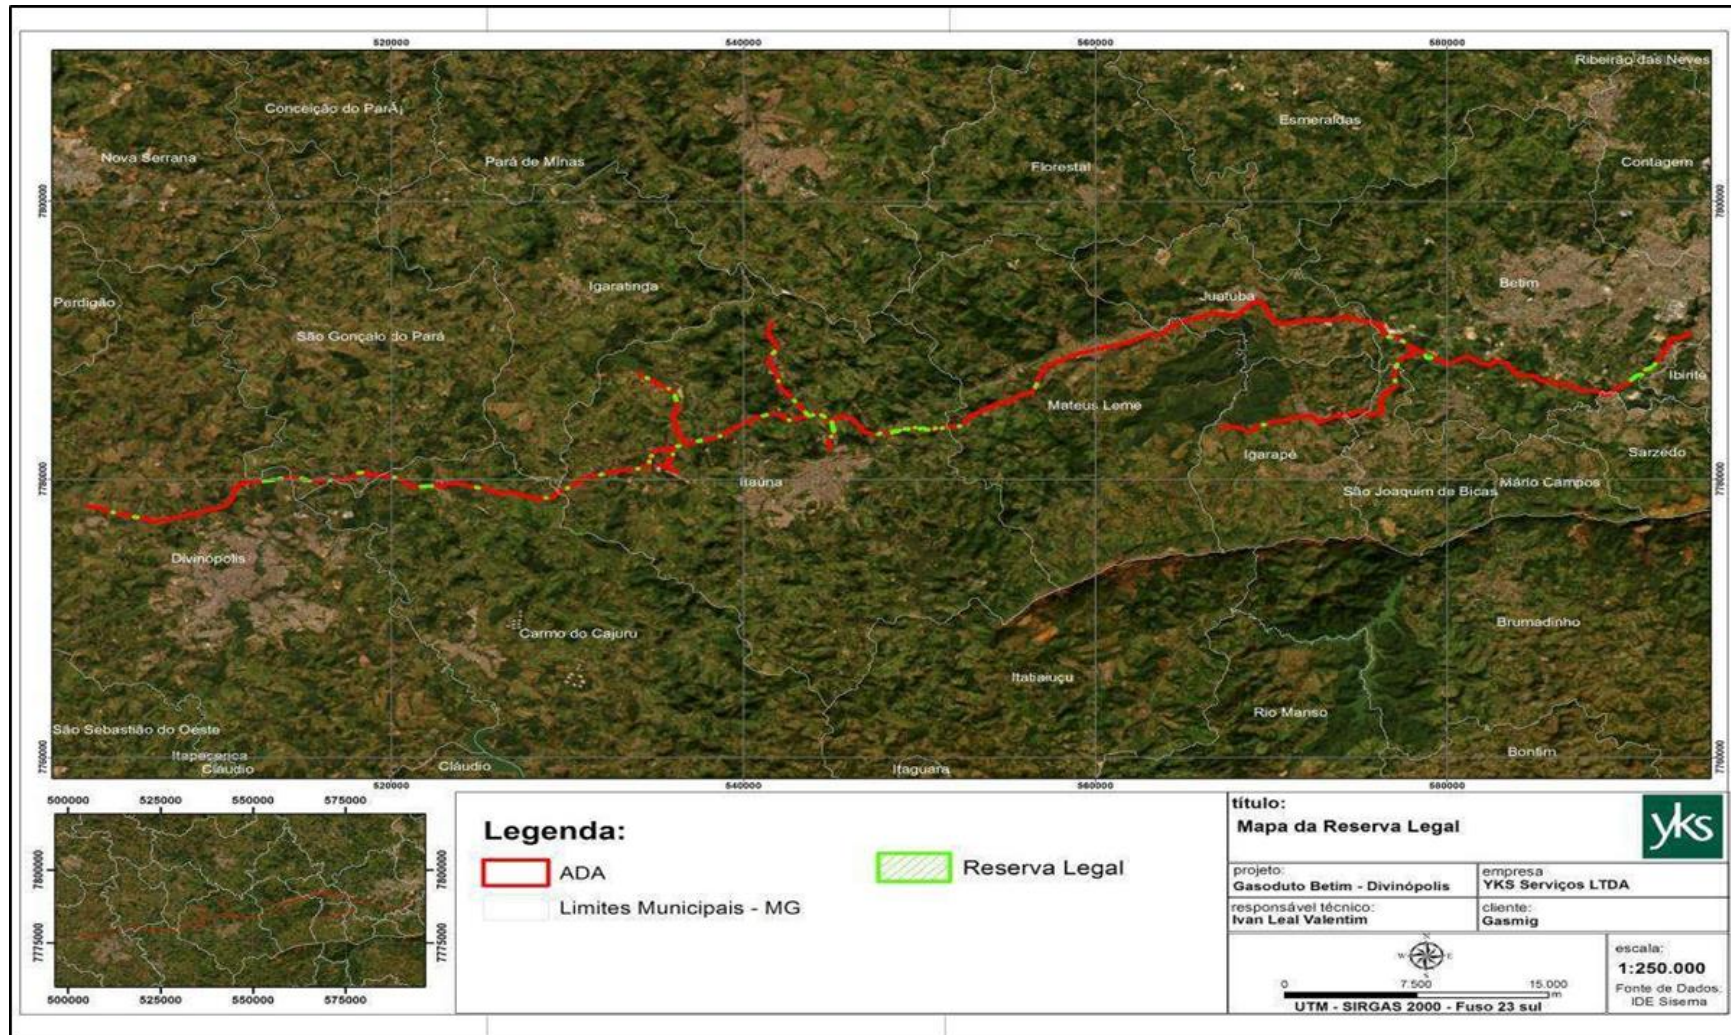 520000 540000 560000 580000
Ribeirão das Neves
Conceição do ParÃ¡
Esmeraldas
Nova Serrana
Pará de Minas
Florestal
Contagem
7800000
7800000
Igaratinga
Betim
Perdigão
Juatuba
São Gonçalo do Pará
Ibirité
Mateus Leme
Igarapé
Sarzedo
7780000
Itaúna
São Joaquim de Bicas
Mário Campos
7780000
Divinópolis
Carmo do Cajuru
Brumadinho
Itatiaiuçu
Rio Manso
São Sebastião do Oeste
Itapecerica
Cláudio
Cláudio
Itaguara
Bonfim
7760000
7760000
520000 540000 560000 580000
500000 525000 550000 575000
7800000
7800000
7775000
7775000
500000 525000 550000 575000
Legenda:
ADA
Reserva Legal
Limites Municipais - MG
título:
Mapa da Reserva Legal
yks
projeto:
Gasoduto Betim - Divinópolis
empresa
YKS Serviços LTDA
responsável técnico:
Ivan Leal Valentim
cliente:
Gasmig
N
W E
S
0 7.500 15.000
m
UTM - SIRGAS 2000 - Fuso 23 sul
escala:
1:250.000
Fonte de Dados:
IDE Sisema